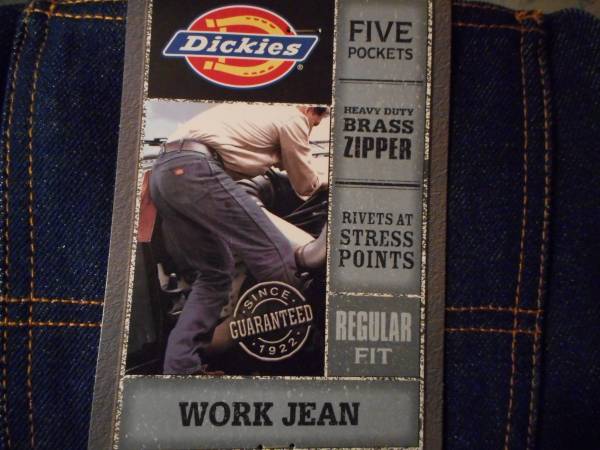 Dickies
®
FIVE
POCKETS
HEAVY DUTY
BRASS
ZIPPER
RIVETS AT
STRESS
POINTS
·SINCE·
GUARANTEED
·1922·
REGULAR
FIT
WORK JEAN